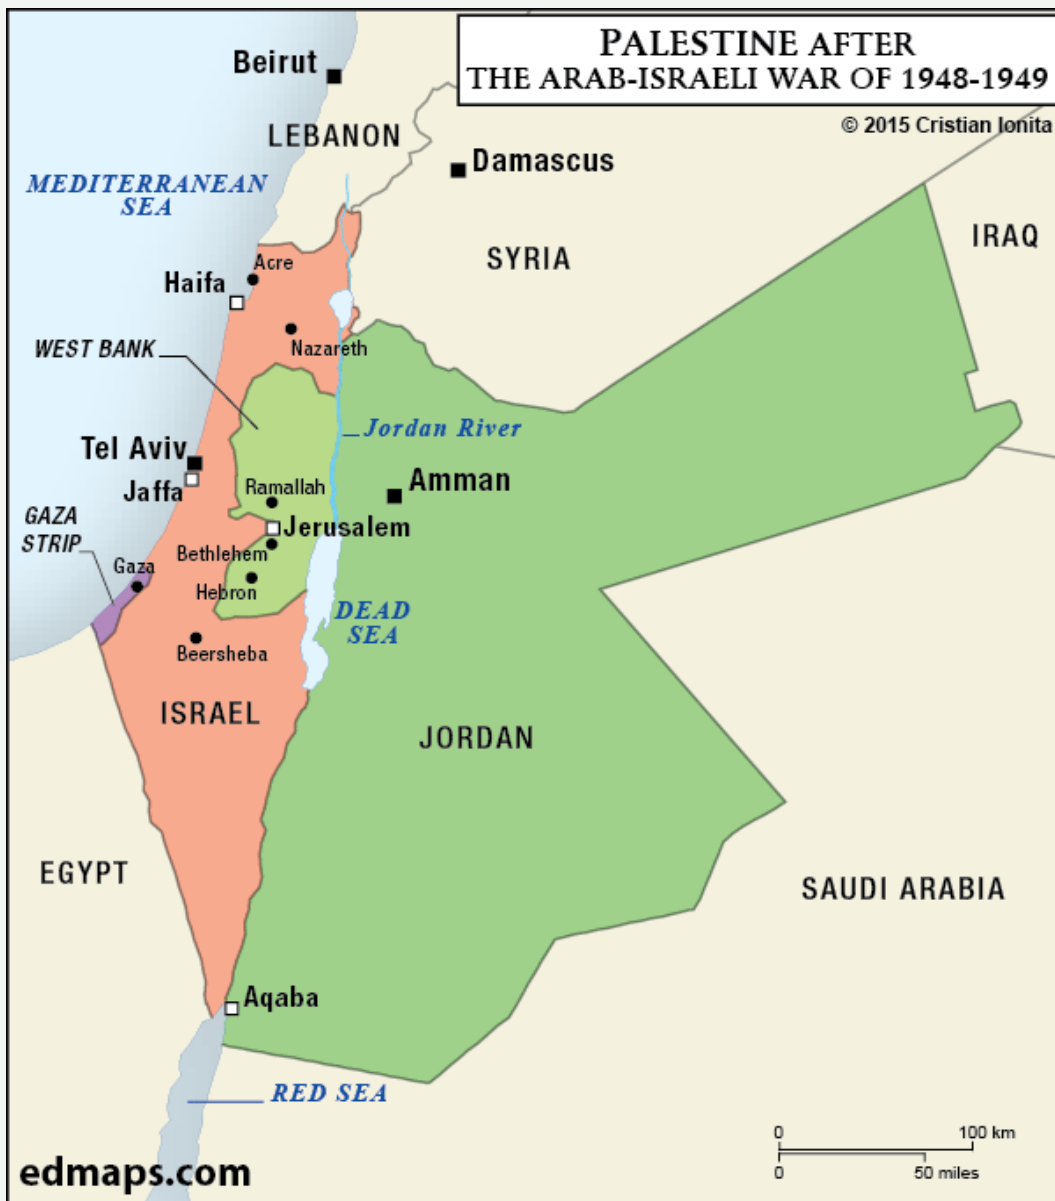 PALESTINE AFTER
THE ARAB-ISRAELI WAR OF 1948-1949
© 2015 Cristian Ionita
Beirut
LEBANON
Damascus
MEDITERRANEAN
SEA
SYRIA
IRAQ
Acre
Haifa
Nazareth
WEST BANK
Jordan River
Tel Aviv
Jaffa
Ramallah
Amman
GAZA
STRIP
Jerusalem
Bethlehem
Gaza
Hebron
DEAD
SEA
Beersheba
ISRAEL
JORDAN
EGYPT
SAUDI ARABIA
Aqaba
RED SEA
0 100 km
0 50 miles
edmaps.com